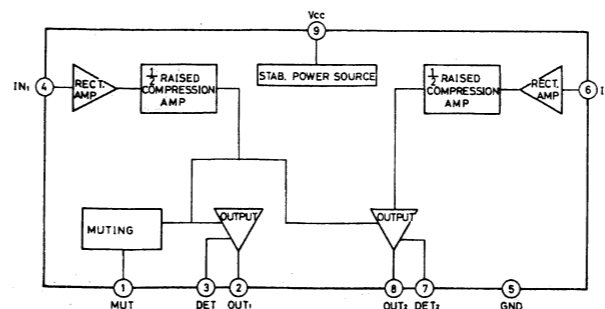 Vcc
9
STAB. POWER SOURCE
IN₁
4
RECT.
AMP
1/2 RAISED
COMPRESSION
AMP
1/2 RAISED
COMPRESSION
AMP
RECT.
AMP
6
I
MUTING
OUTPUT
OUTPUT
1
3
2
8
7
5
MUT
DET
OUT₁
OUT₂
DET₂
GND